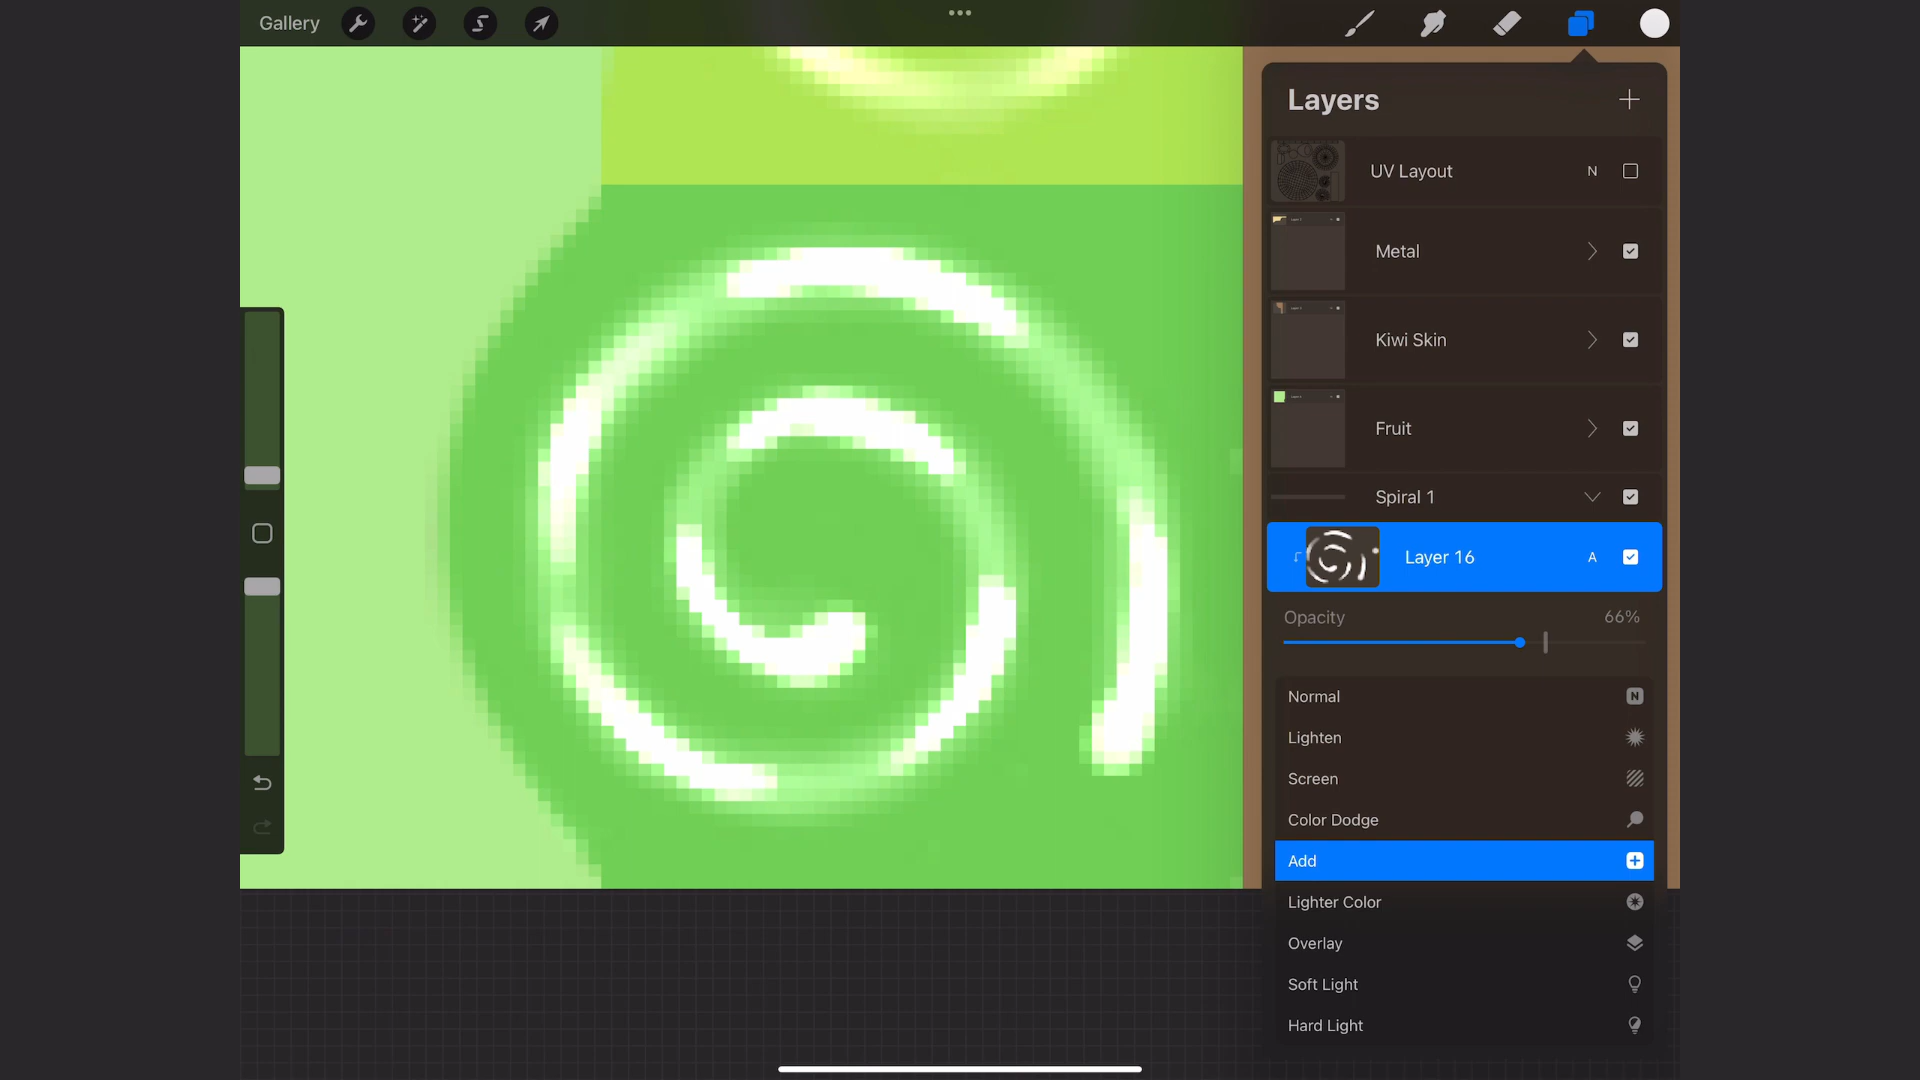 Gallery
Layers
UV Layout N
Metal
Kiwi Skin
Fruit
Spiral 1
Layer 16 A
Opacity 66%
Normal N
Lighten
Screen
Color Dodge
Add
Lighter Color
Overlay
Soft Light
Hard Light